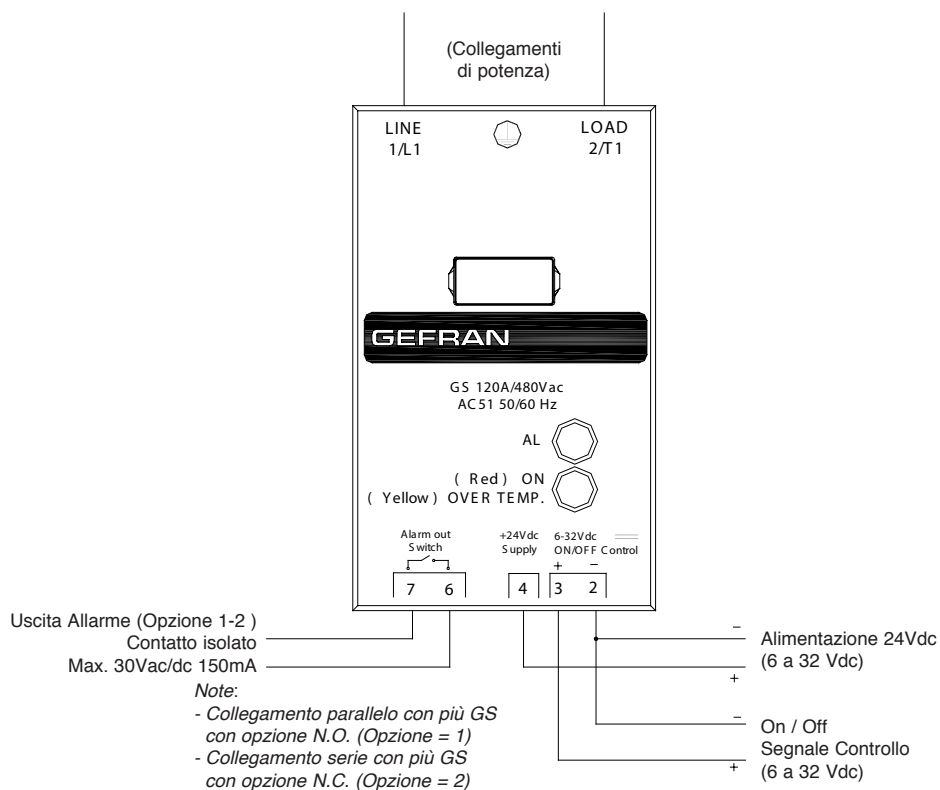 (Collegamenti
di potenza)
LINE
1/L1
LOAD
2/T1
GEFRAN
GS 120A/480Vac
AC51 50/60 Hz
AL
( Red ) ON
( Yellow ) OVER TEMP.
Alarm out
Switch
+24Vdc
Supply
6-32Vdc
ON/OFF Control
+ −
7 6 4 3 2
Uscita Allarme (Opzione 1-2 )
Contatto isolato
Max. 30Vac/dc 150mA
Note:
- Collegamento parallelo con più GS
con opzione N.O. (Opzione = 1)
- Collegamento serie con più GS
con opzione N.C. (Opzione = 2)
−
Alimentazione 24Vdc
(6 a 32 Vdc)
+
−
On / Off
Segnale Controllo
+
(6 a 32 Vdc)